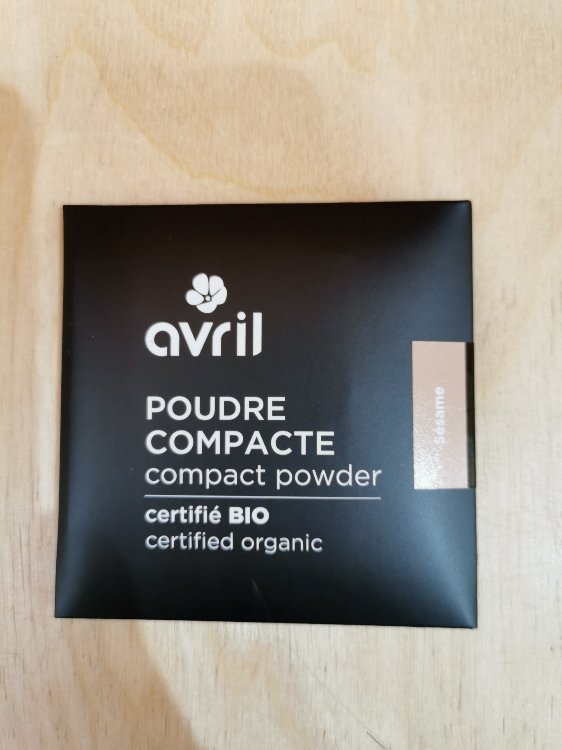 avril
POUDRE
COMPACTE
compact powder
certifié BIO
certified organic
Sésame